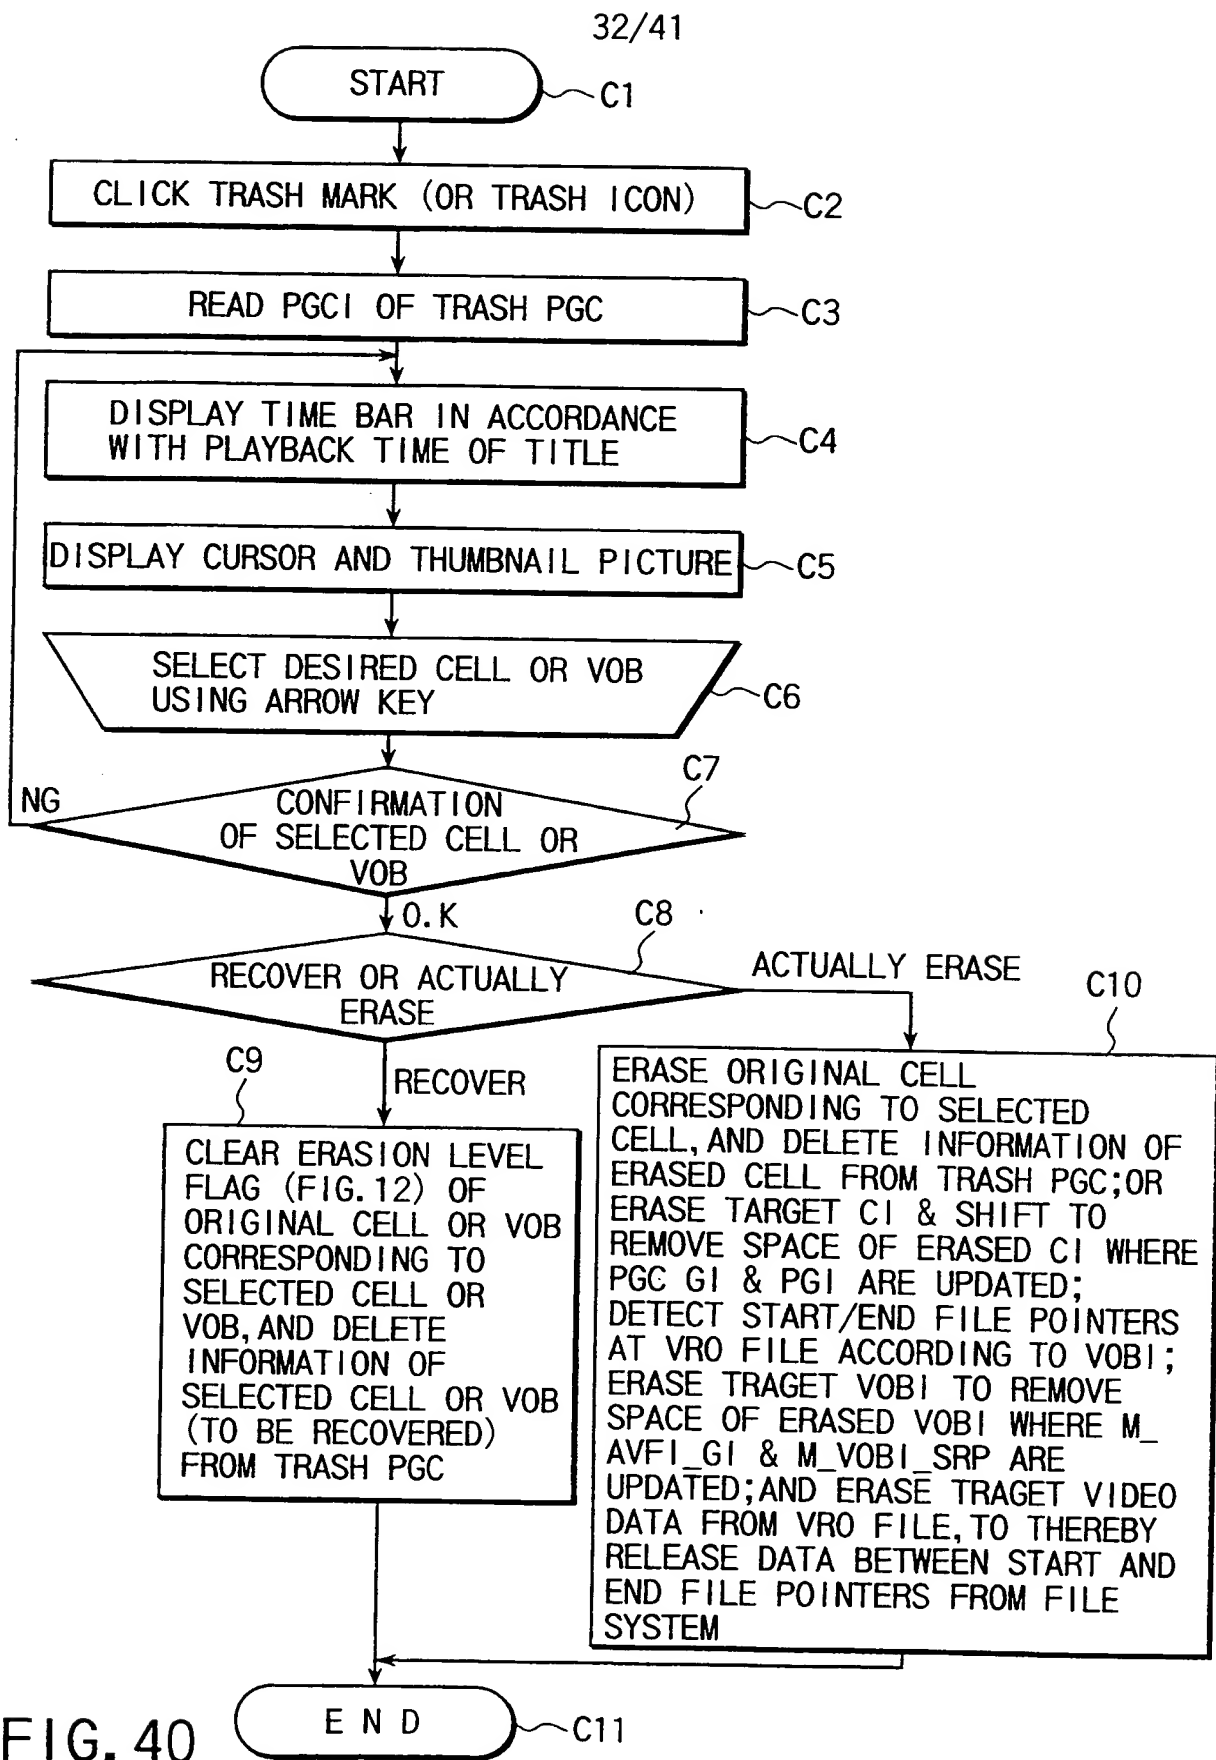 32/41
START
C1
CLICK TRASH MARK (OR TRASH ICON)
C2
READ PGCI OF TRASH PGC
C3
DISPLAY TIME BAR IN ACCORDANCE
WITH PLAYBACK TIME OF TITLE
C4
DISPLAY CURSOR AND THUMBNAIL PICTURE
C5
SELECT DESIRED CELL OR VOB
USING ARROW KEY
C6
C7
NG
CONFIRMATION
OF SELECTED CELL OR
VOB
O.K
C8
RECOVER OR ACTUALLY
ERASE
ACTUALLY ERASE
C10
C9
RECOVER
CLEAR ERASION LEVEL
FLAG (FIG.12) OF
ORIGINAL CELL OR VOB
CORRESPONDING TO
SELECTED CELL OR
VOB,AND DELETE
INFORMATION OF
SELECTED CELL OR VOB
(TO BE RECOVERED)
FROM TRASH PGC
ERASE ORIGINAL CELL
CORRESPONDING TO SELECTED
CELL,AND DELETE INFORMATION OF
ERASED CELL FROM TRASH PGC;OR
ERASE TARGET CI & SHIFT TO
REMOVE SPACE OF ERASED CI WHERE
PGC GI & PGI ARE UPDATED;
DETECT START/END FILE POINTERS
AT VRO FILE ACCORDING TO VOBI;
ERASE TRAGET VOBI TO REMOVE
SPACE OF ERASED VOBI WHERE M_
AVFI_GI & M_VOBI_SRP ARE
UPDATED;AND ERASE TRAGET VIDEO
DATA FROM VRO FILE,TO THEREBY
RELEASE DATA BETWEEN START AND
END FILE POINTERS FROM FILE
SYSTEM
END
C11
FIG. 40